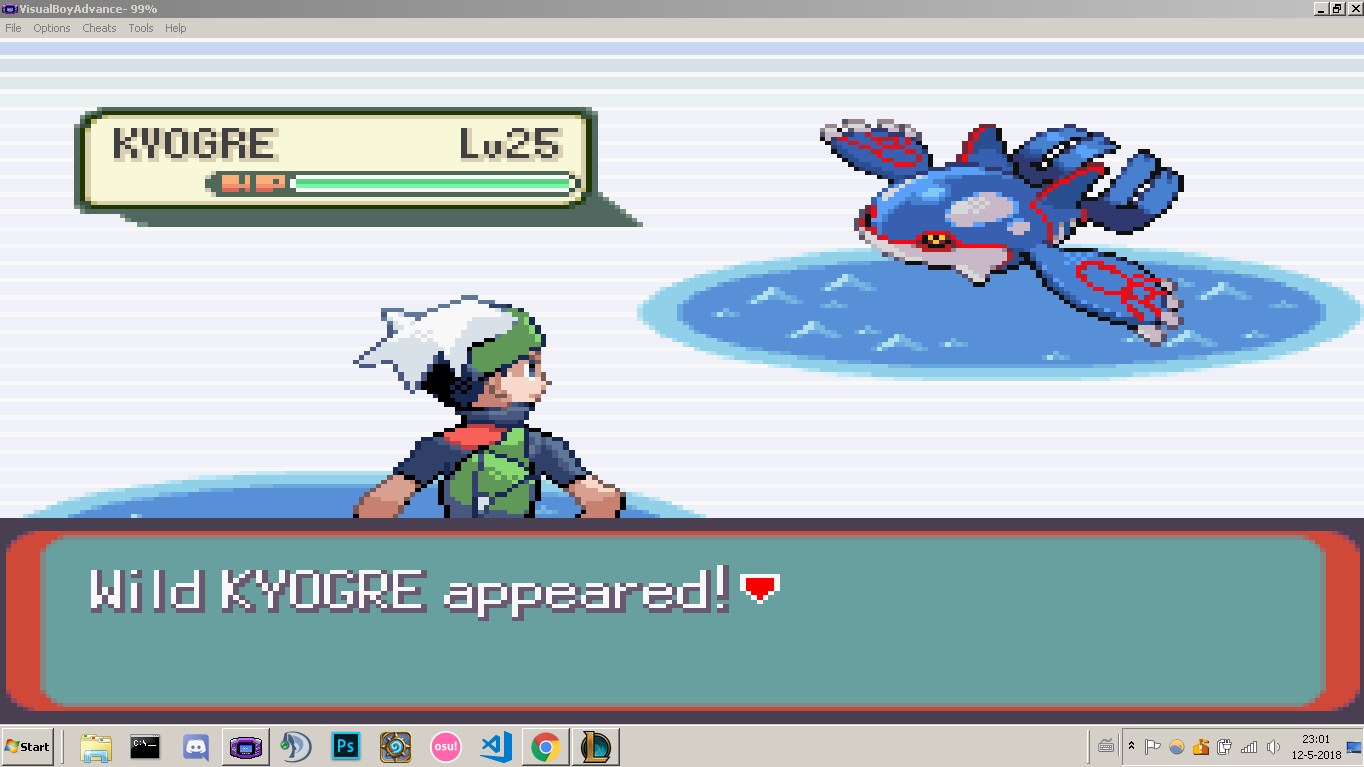 VisualBoyAdvance- 99%
File Options Cheats Tools Help
KYOGRE Lv25
HP
Wild KYOGRE appeared!
Start
C:\
Ps
osu!
23:01
12-5-2018